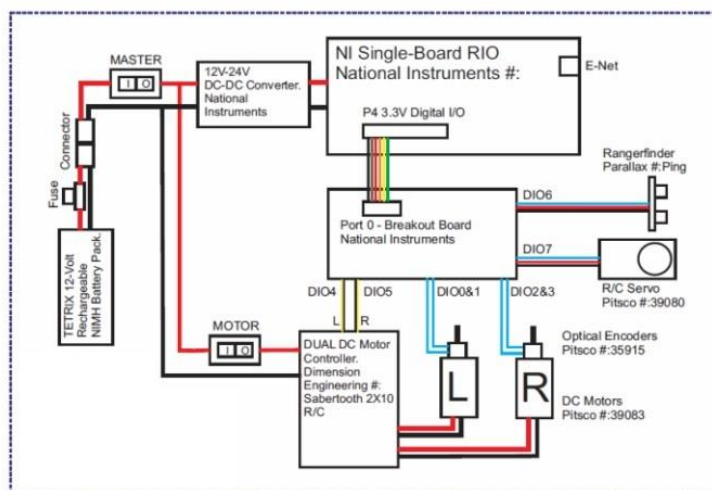 MASTER
12V-24V
DC-DC Converter.
National
Instruments
NI Single-Board RIO
National Instruments #:
E-Net
P4 3.3V Digital I/O
Connector
Fuse
TETRIX 12-Volt
Rechargeable
NIMH Battery Pack.
I O
Rangerfinder
Parallax #:Ping
DIO6
Port 0 - Breakout Board
National Instruments
DIO7
R/C Servo
Pitsco #:39080
DIO4
DIO5
DIO0&1
DIO2&3
L
R
MOTOR
I O
DUAL DC Motor
Controller.
Dimension
Engineering #:
Sabertooth 2X10
R/C
Optical Encoders
Pitsco #:35915
L
R
DC Motors
Pitsco #:39083